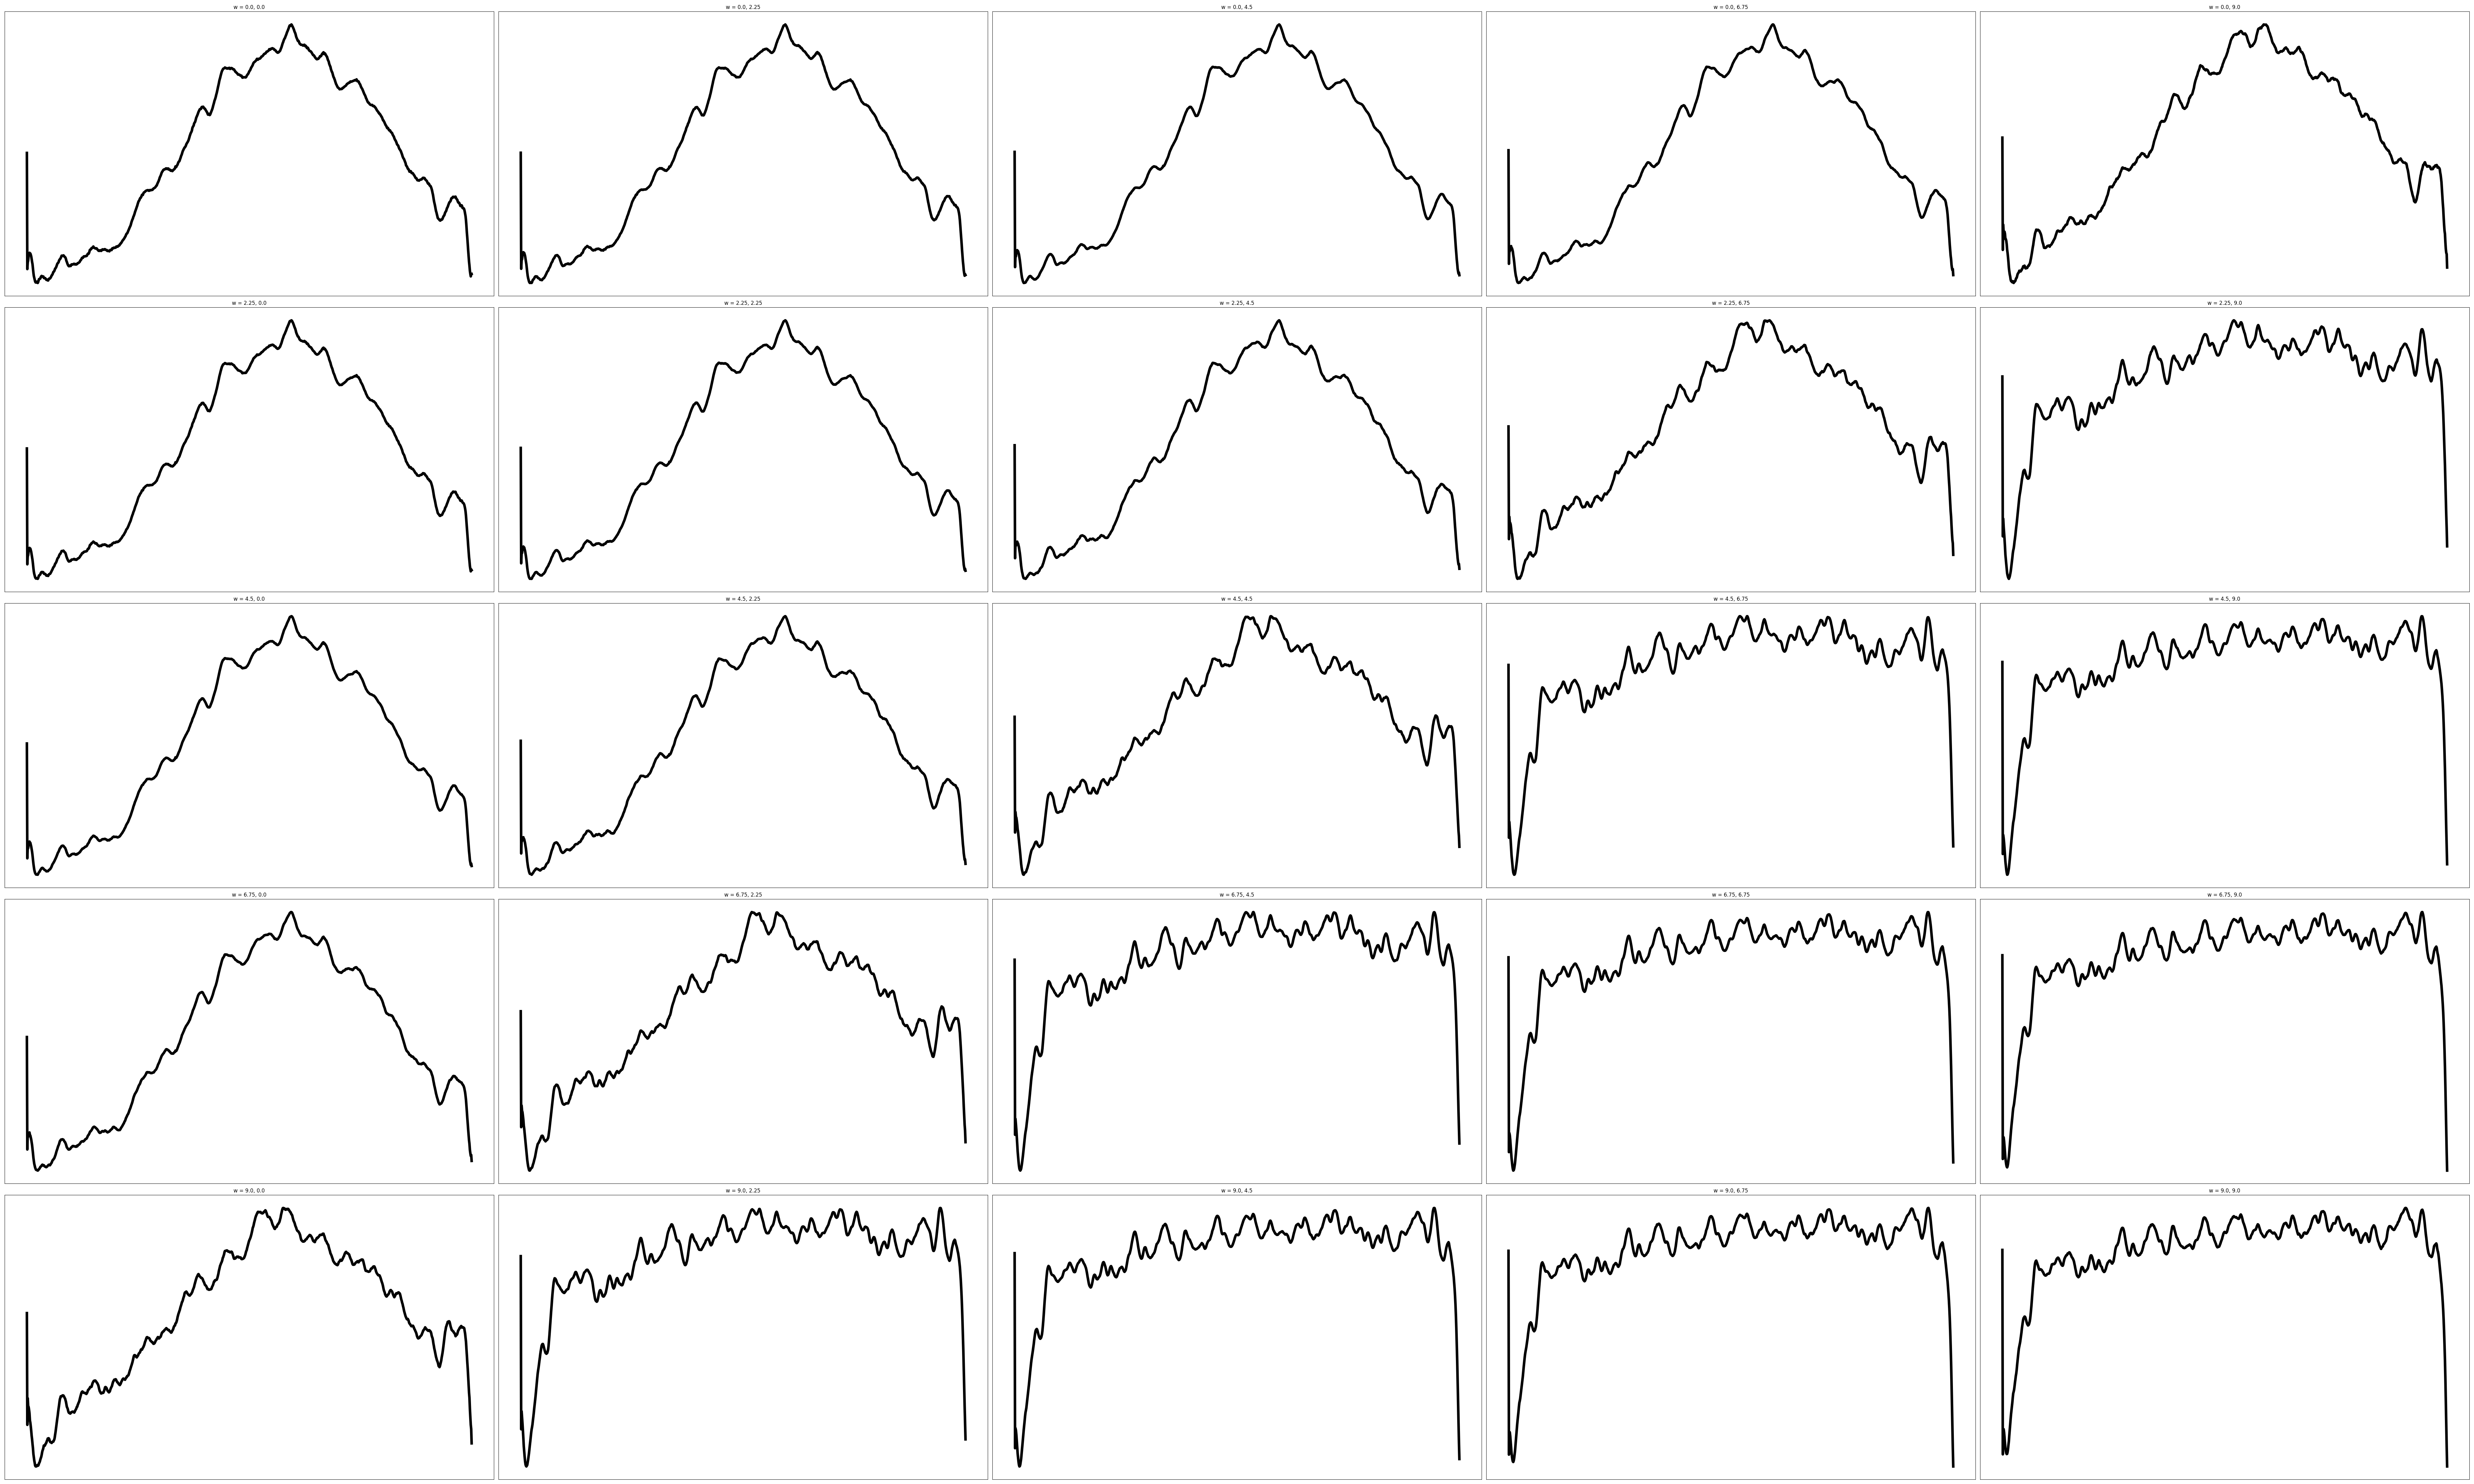 w = 0.0, 0.0
w = 0.0, 2.25
w = 0.0, 4.5
w = 0.0, 6.75
w = 0.0, 9.0
w = 2.25, 0.0
w = 2.25, 2.25
w = 2.25, 4.5
w = 2.25, 6.75
w = 2.25, 9.0
w = 4.5, 0.0
w = 4.5, 2.25
w = 4.5, 4.5
w = 4.5, 6.75
w = 4.5, 9.0
w = 6.75, 0.0
w = 6.75, 2.25
w = 6.75, 4.5
w = 6.75, 6.75
w = 6.75, 9.0
w = 9.0, 0.0
w = 9.0, 2.25
w = 9.0, 4.5
w = 9.0, 6.75
w = 9.0, 9.0